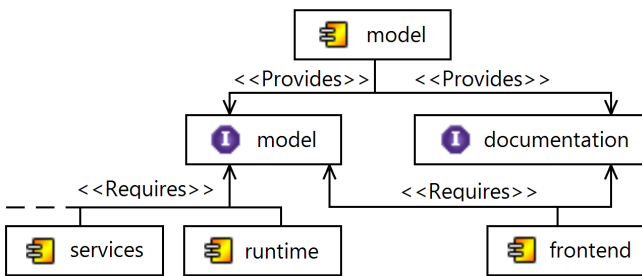 model
<<Provides>> <<Provides>>
I model I documentation
<<Requires>> <<Requires>>
services runtime frontend